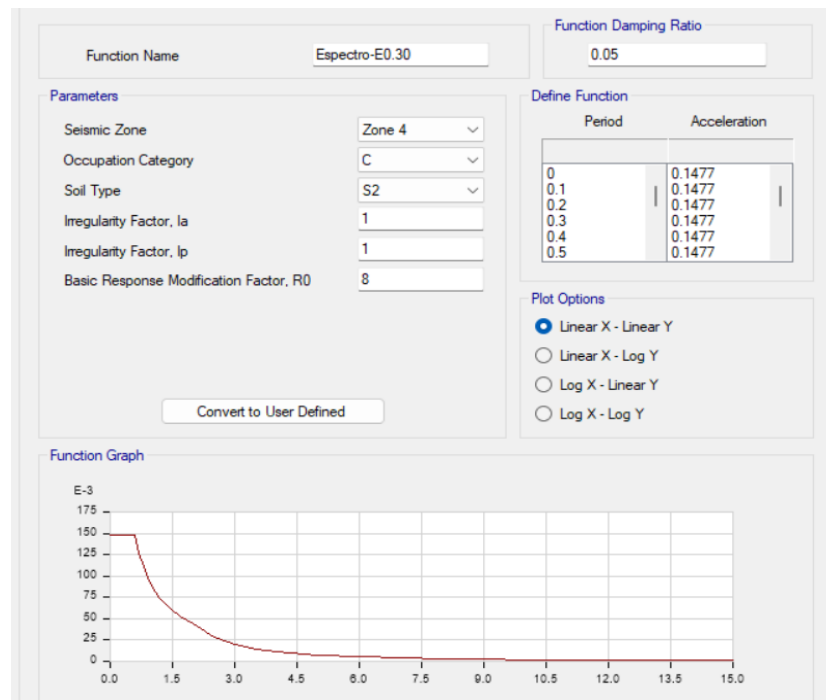 Function Name
Espectro-E0.30
Function Damping Ratio
0.05
Parameters
Seismic Zone
Zone 4
Occupation Category
C
Soil Type
S2
Irregularity Factor, Ia
1
Irregularity Factor, Ip
1
Basic Response Modification Factor, R0
8
Convert to User Defined
Define Function
Period Acceleration
0 0.1477
0.1 0.1477
0.2 0.1477
0.3 0.1477
0.4 0.1477
0.5 0.1477
Plot Options
Linear X - Linear Y
Linear X - Log Y
Log X - Linear Y
Log X - Log Y
Function Graph
E-3
175
150
125
100
75
50
25
0
0.0 1.5 3.0 4.5 6.0 7.5 9.0 10.5 12.0 13.5 15.0